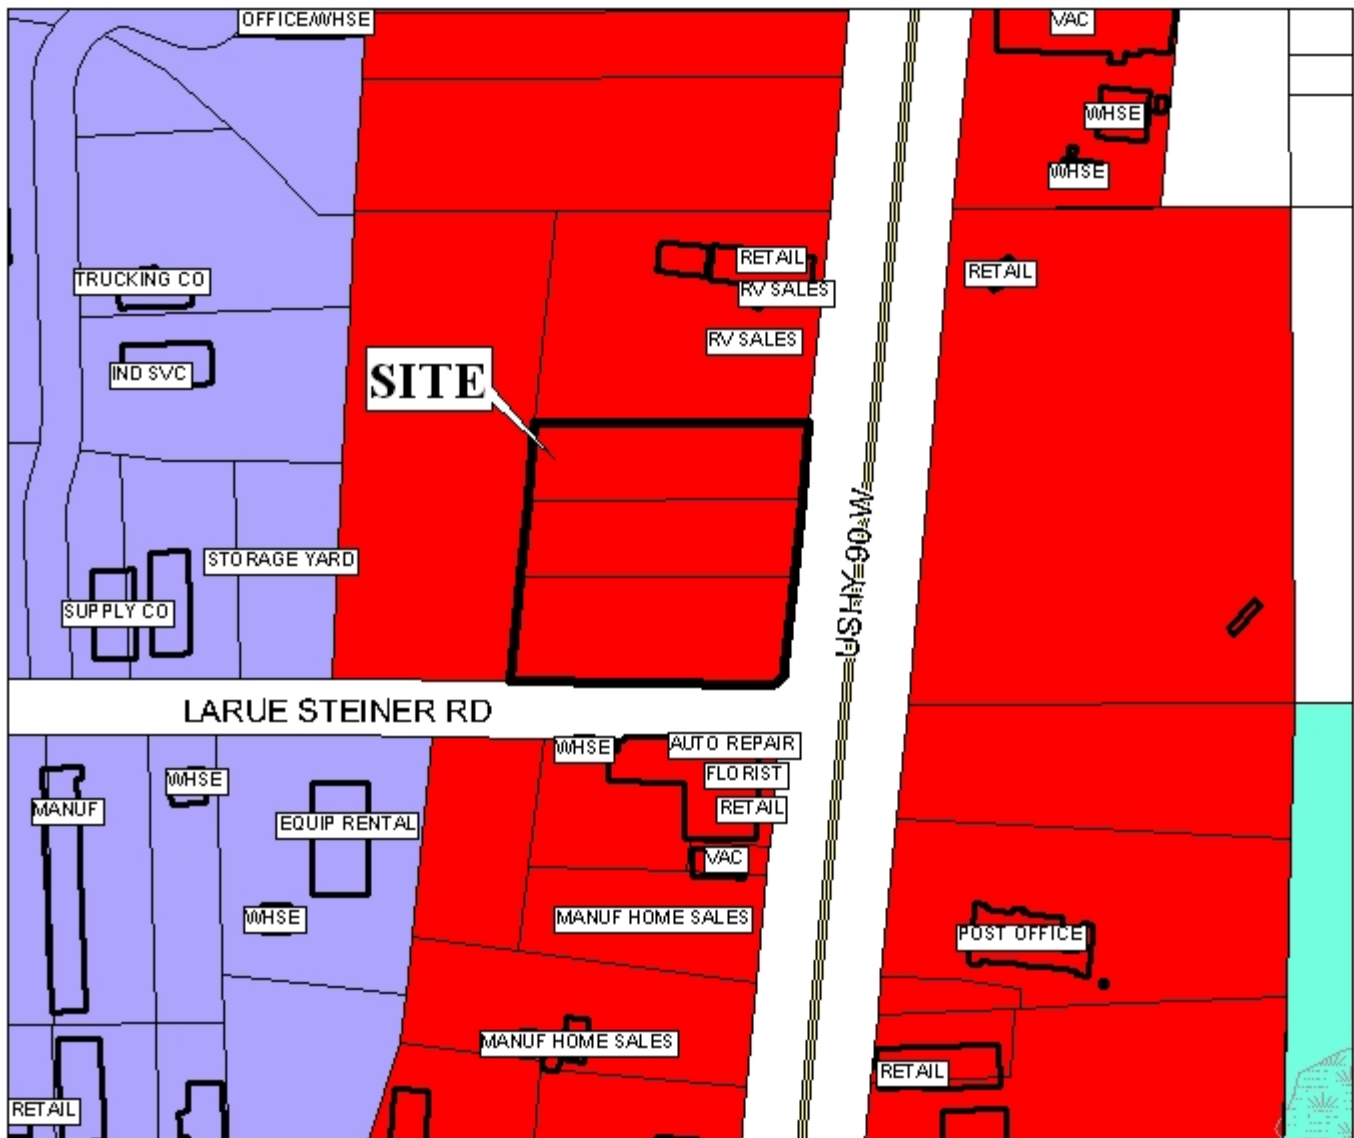 OFFICE/WHSE
VAC
WHSE
WHSE
RETAIL
RV SALES
RV SALES
RETAIL
TRUCKING CO
IND SVC
SITE
STORAGE YARD
SUPPLY CO
US HY 90 W
LARUE STEINER RD
WHSE
AUTO REPAIR
FLORIST
RETAIL
VAC
MANUF
WHSE
EQUIP RENTAL
WHSE
MANUF HOME SALES
POST OFFICE
MANUF HOME SALES
RETAIL
RETAIL